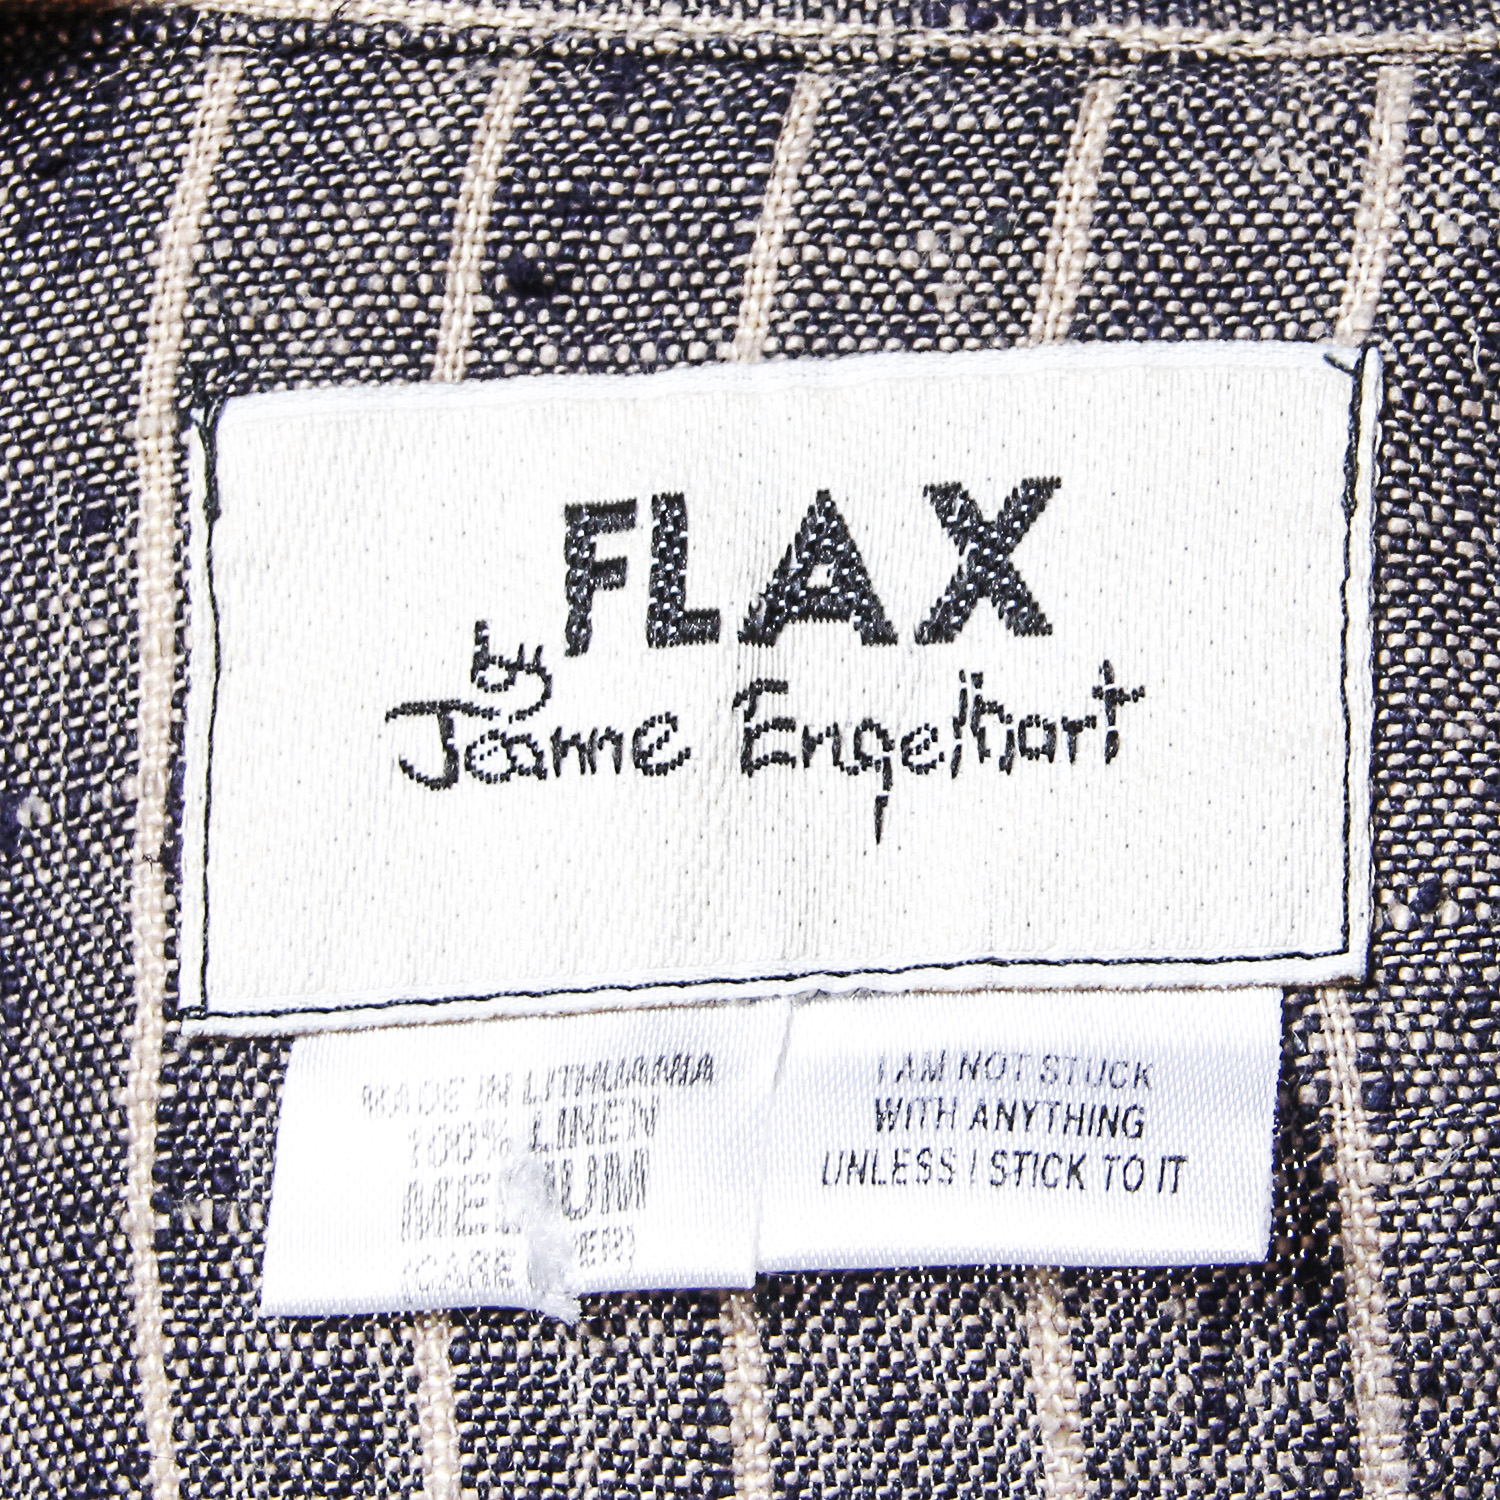 FLAX
by
Jeanne Engelhart
MADE IN LITHUANIA
100% LINEN
MEDIUM
(CARE
I AM NOT STUCK
WITH ANYTHING
UNLESS I STICK TO IT